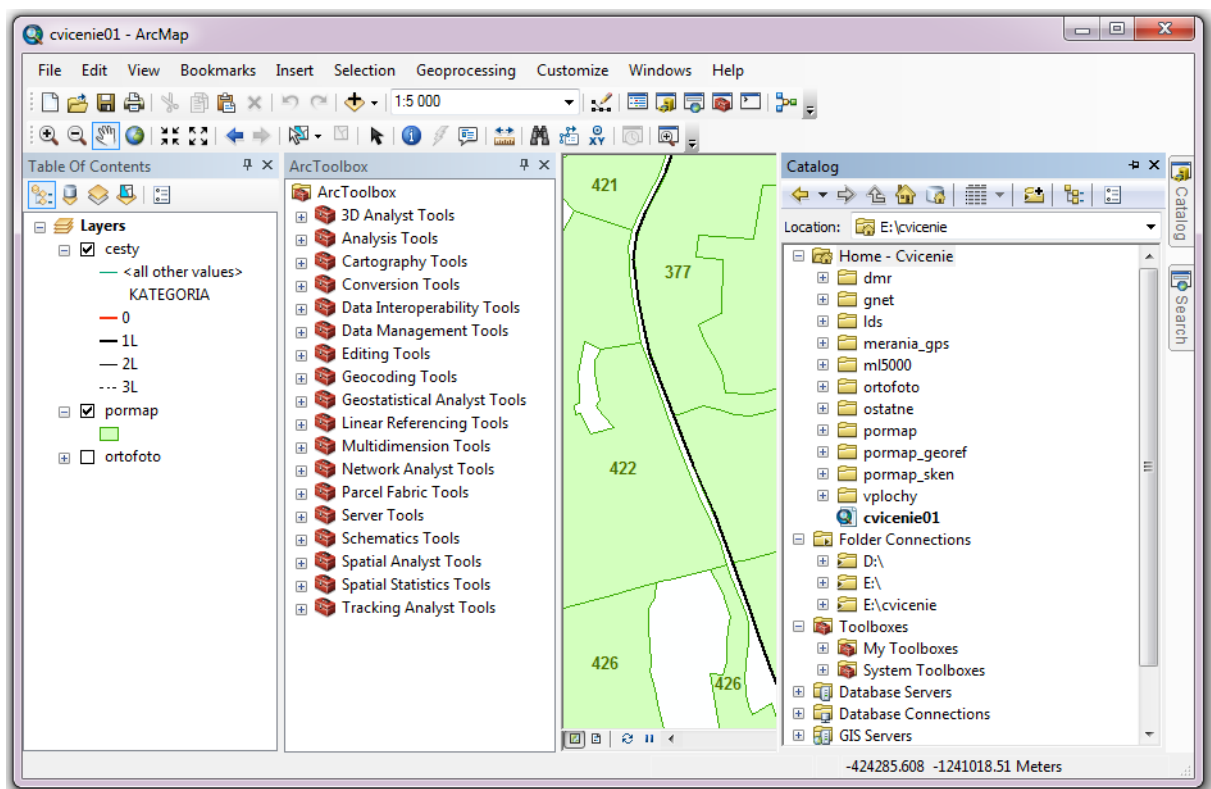 cvicenie01 - ArcMap
File Edit View Bookmarks Insert Selection Geoprocessing Customize Windows Help
1:5 000
XY
Table Of Contents
Layers
cesty
<all other values>
KATEGORIA
0
1L
2L
3L
pormap
ortofoto
ArcToolbox
ArcToolbox
3D Analyst Tools
Analysis Tools
Cartography Tools
Conversion Tools
Data Interoperability Tools
Data Management Tools
Editing Tools
Geocoding Tools
Geostatistical Analyst Tools
Linear Referencing Tools
Multidimension Tools
Network Analyst Tools
Parcel Fabric Tools
Server Tools
Schematics Tools
Spatial Analyst Tools
Spatial Statistics Tools
Tracking Analyst Tools
421
377
422
426
426
Catalog
Location: E:\cvicenie
Home - Cvicenie
dmr
gnet
lds
merania_gps
ml5000
ortofoto
ostatne
pormap
pormap_georef
pormap_sken
vplochy
cvicenie01
Folder Connections
D:\
E:\
E:\cvicenie
Toolboxes
My Toolboxes
System Toolboxes
Database Servers
Database Connections
GIS Servers
Catalog
Search
-424285.608 -1241018.51 Meters